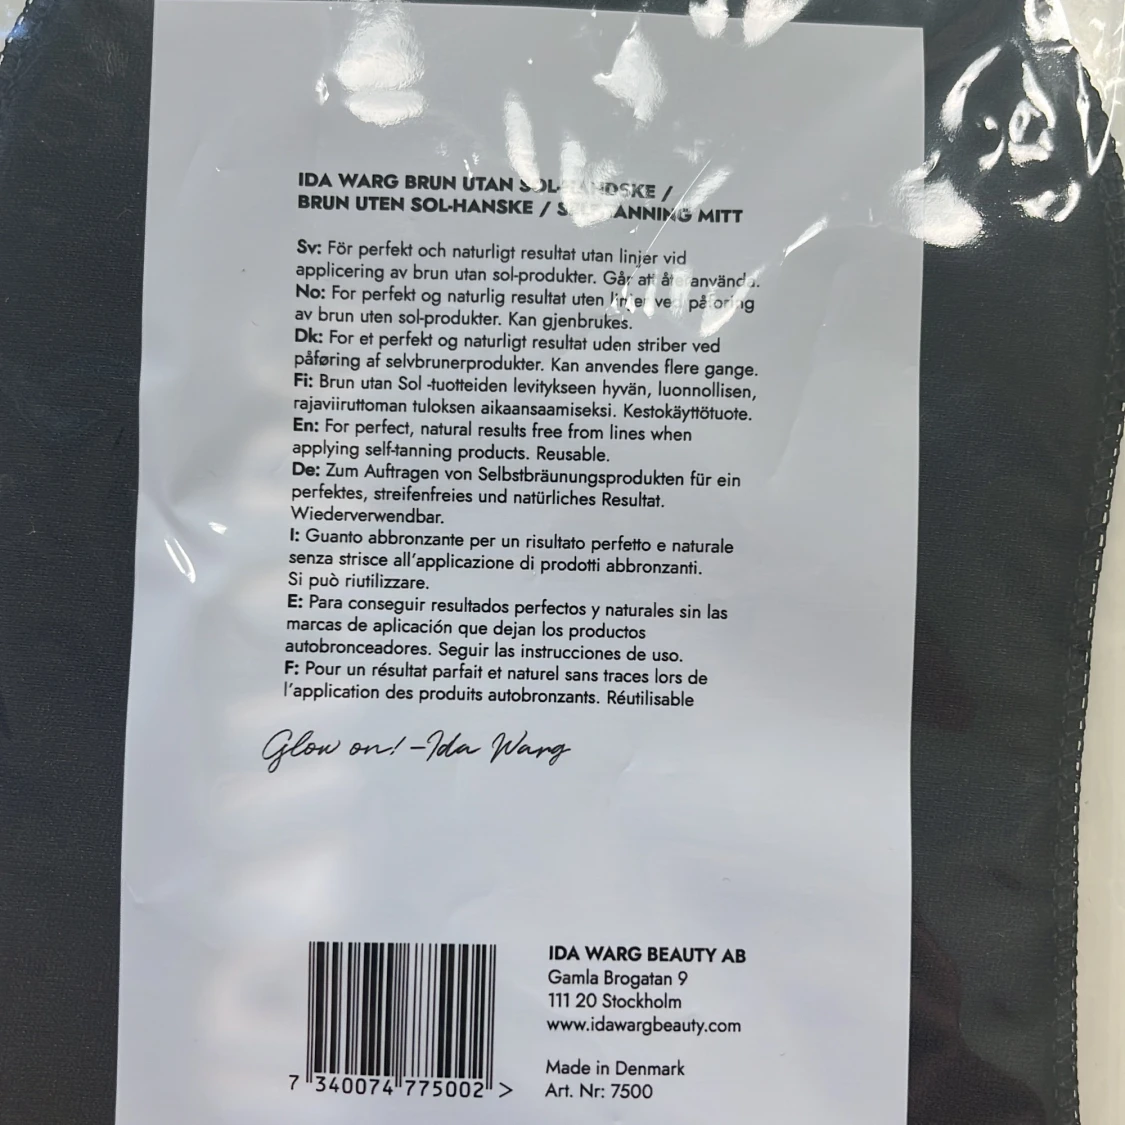 IDA WARG BRUN UTAN SOL-HANDSKE /
BRUN UTEN SOL-HANSKE / SELF-TANNING MITT
Sv: För perfekt och naturligt resultat utan linjer vid
applicering av brun utan sol-produkter. Går att återanvända.
No: For perfekt og naturlig resultat uten linjer ved påføring
av brun uten sol-produkter. Kan gjenbrukes.
Dk: For et perfekt og naturligt resultat uden striber ved
påføring af selvbrunerprodukter. Kan anvendes flere gange.
Fi: Brun utan Sol -tuotteiden levitykseen hyvän, luonnollisen,
rajaviiruttoman tuloksen aikaansaamiseksi. Kestokäyttötuote.
En: For perfect, natural results free from lines when
applying self-tanning products. Reusable.
De: Zum Auftragen von Selbstbräunungsprodukten für ein
perfektes, streifenfreies und natürliches Resultat.
Wiederverwendbar.
I: Guanto abbronzante per un risultato perfetto e naturale
senza strisce all'applicazione di prodotti abbronzanti.
Si può riutilizzare.
E: Para conseguir resultados perfectos y naturales sin las
marcas de aplicación que dejan los productos
autobronceadores. Seguir las instrucciones de uso.
F: Pour un résultat parfait et naturel sans traces lors de
l'application des produits autobronzants. Réutilisable
Glow on! -Ida Warg
IDA WARG BEAUTY AB
Gamla Brogatan 9
111 20 Stockholm
www.idawargbeauty.com
Made in Denmark
Art. Nr: 7500
7 340074 775002 >